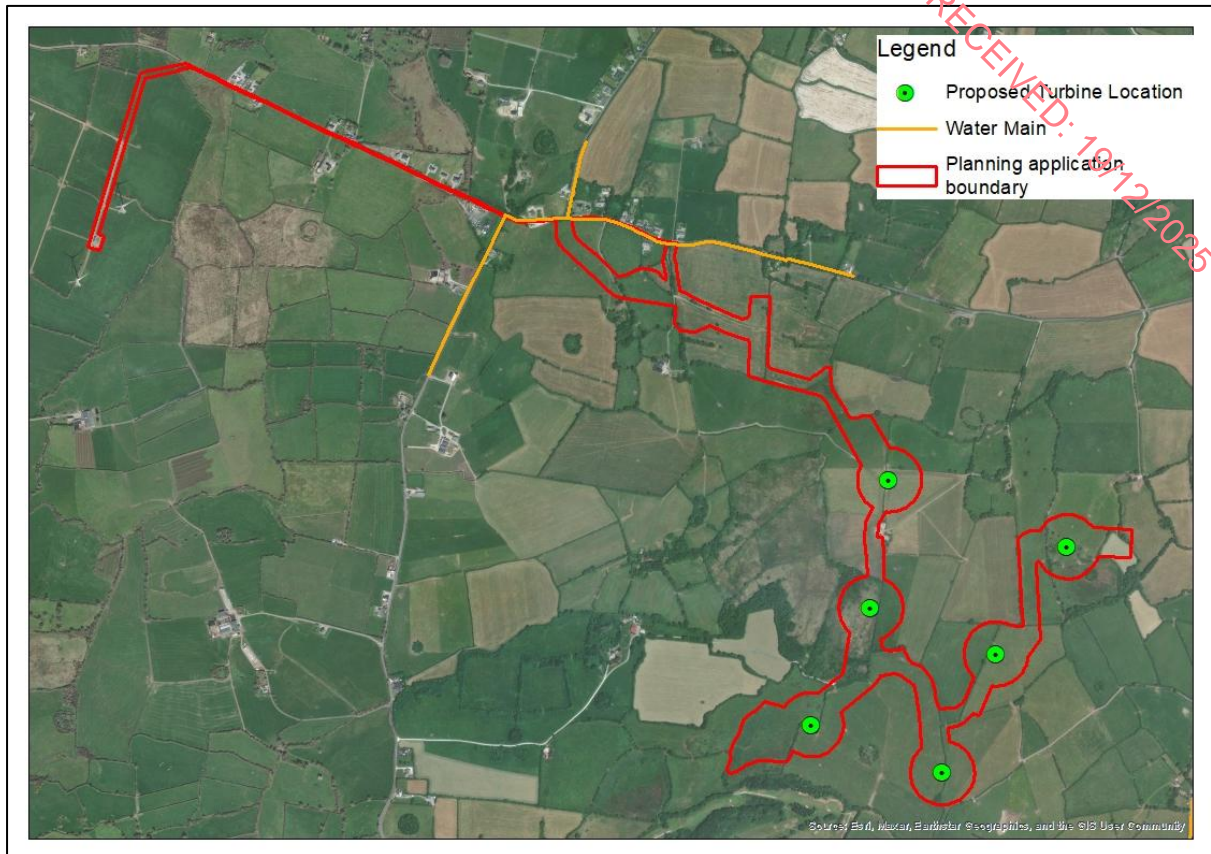 RECEIVED: 19/12/2025
Legend
Proposed Turbine Location
Water Main
Planning application
boundary
Source: Esri, Maxar, Earthstar Geographics, and the GIS User Community